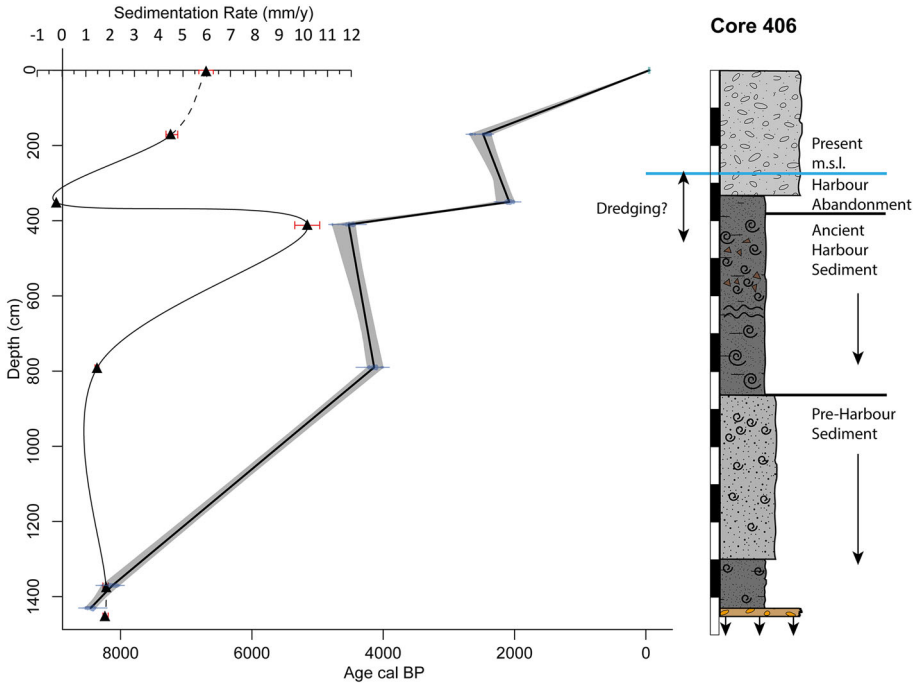 Sedimentation Rate (mm/y)
-1 0 1 2 3 4 5 6 7 8 9 10 11 12
Core 406
0
200
400
600
800
1000
1200
1400
Depth (cm)
Present
m.s.l.
Harbour
Abandonment
Dredging?
Ancient
Harbour
Sediment
Pre-Harbour
Sediment
8000 6000 4000 2000 0
Age cal BP